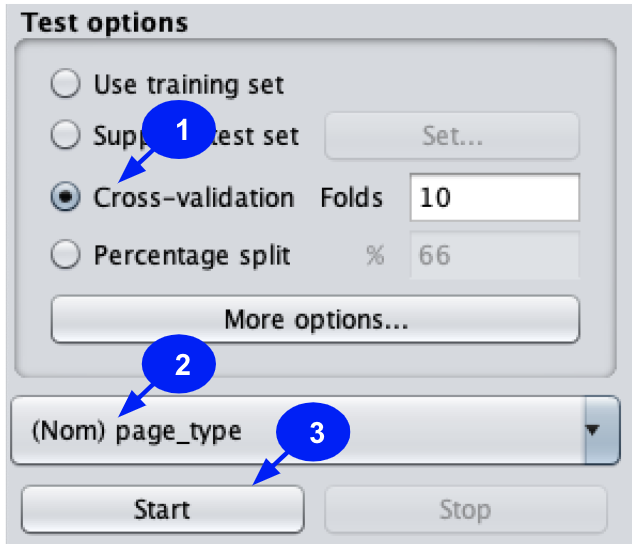 Test options
Use training set
1
Supp test set Set...
Cross-validation Folds 10
Percentage split % 66
More options...
2
(Nom) page_type
3
Start Stop